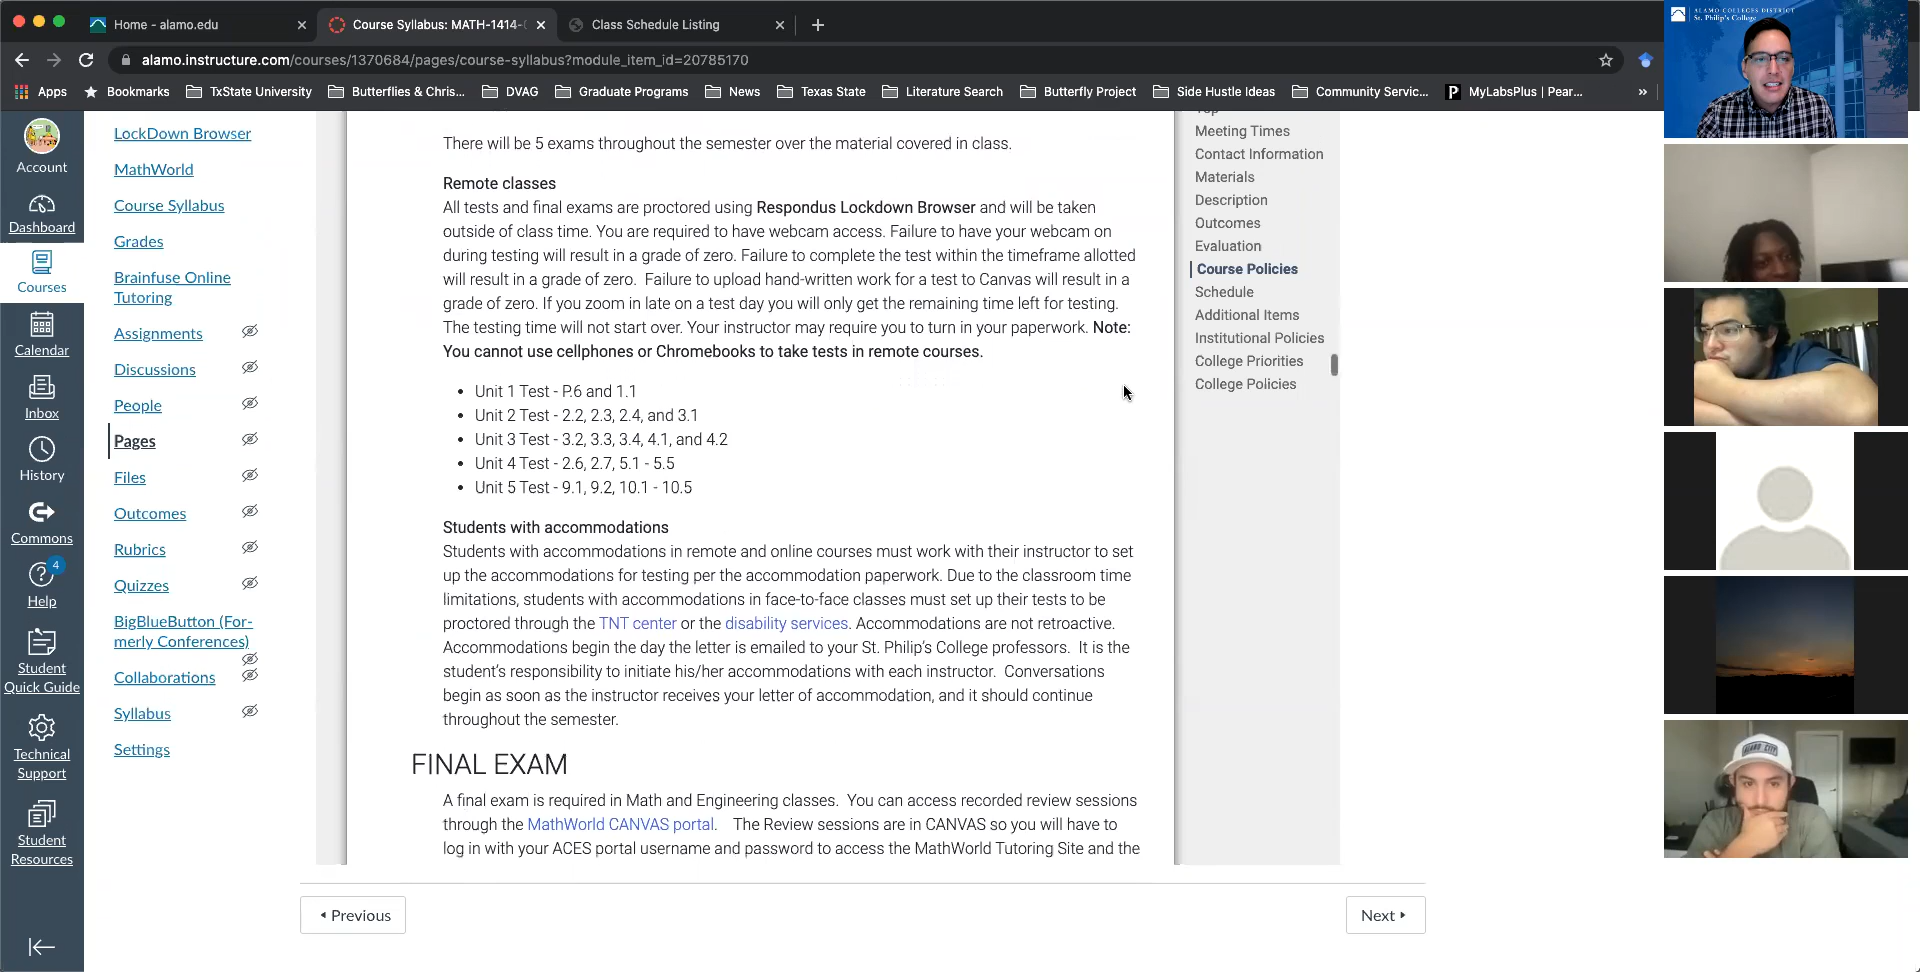 Home - alamo.edu
Course Syllabus: MATH-1414-
Class Schedule Listing
alamo.instructure.com/courses/1370684/pages/course-syllabus?module_item_id=20785170
Apps
Bookmarks
TxState University
Butterflies & Chris...
DVAG
Graduate Programs
News
Texas State
Literature Search
Butterfly Project
Side Hustle Ideas
Community Servic...
MyLabsPlus | Pear...
»
Account
Dashboard
Courses
Calendar
Inbox
History
Commons
4
Help
Student
Quick Guide
Technical
Support
Student
Resources
LockDown Browser
MathWorld
Course Syllabus
Grades
Brainfuse Online
Tutoring
Assignments
Discussions
People
Pages
Files
Outcomes
Rubrics
Quizzes
BigBlueButton (For-
merly Conferences)
Collaborations
Syllabus
Settings
There will be 5 exams throughout the semester over the material covered in class.
Remote classes
All tests and final exams are proctored using Respondus Lockdown Browser and will be taken
outside of class time. You are required to have webcam access. Failure to have your webcam on
during testing will result in a grade of zero. Failure to complete the test within the timeframe allotted
will result in a grade of zero.  Failure to upload hand-written work for a test to Canvas will result in a
grade of zero. If you zoom in late on a test day you will only get the remaining time left for testing.
The testing time will not start over. Your instructor may require you to turn in your paperwork. Note:
You cannot use cellphones or Chromebooks to take tests in remote courses.
• Unit 1 Test - P.6 and 1.1
• Unit 2 Test - 2.2, 2.3, 2.4, and 3.1
• Unit 3 Test - 3.2, 3.3, 3.4, 4.1, and 4.2
• Unit 4 Test - 2.6, 2.7, 5.1 - 5.5
• Unit 5 Test - 9.1, 9.2, 10.1 - 10.5
Students with accommodations
Students with accommodations in remote and online courses must work with their instructor to set
up the accommodations for testing per the accommodation paperwork. Due to the classroom time
limitations, students with accommodations in face-to-face classes must set up their tests to be
proctored through the TNT center or the disability services. Accommodations are not retroactive.
Accommodations begin the day the letter is emailed to your St. Philip's College professors.  It is the
student's responsibility to initiate his/her accommodations with each instructor.  Conversations
begin as soon as the instructor receives your letter of accommodation, and it should continue
throughout the semester.
FINAL EXAM
A final exam is required in Math and Engineering classes.  You can access recorded review sessions
through the MathWorld CANVAS portal.   The Review sessions are in CANVAS so you will have to
log in with your ACES portal username and password to access the MathWorld Tutoring Site and the
Previous
Next
Top
Meeting Times
Contact Information
Materials
Description
Outcomes
Evaluation
Course Policies
Schedule
Additional Items
Institutional Policies
College Priorities
College Policies
ALAMO COLLEGES DISTRICT
St. Philip's College
ALAMO CITY